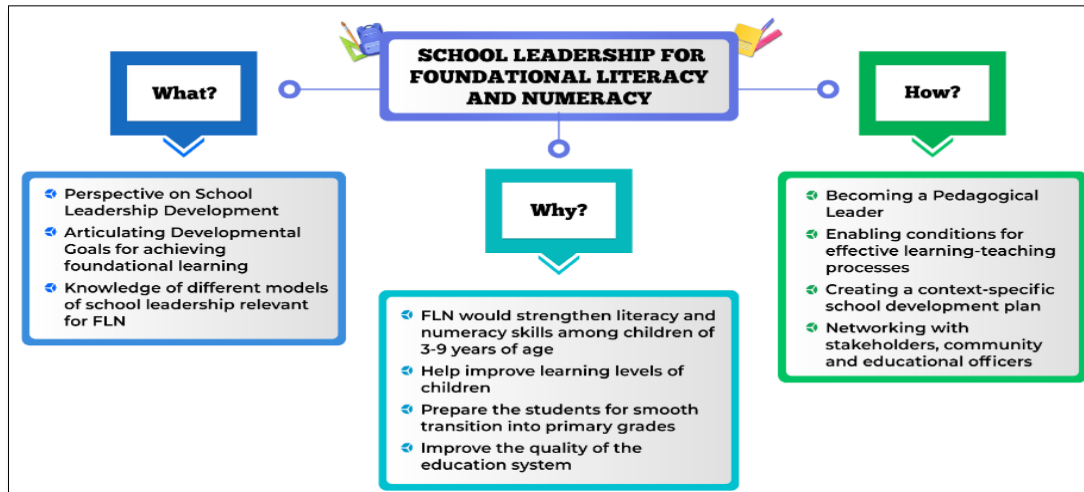 SCHOOL LEADERSHIP FOR
FOUNDATIONAL LITERACY
AND NUMERACY
What?
Perspective on School
Leadership Development
Articulating Developmental
Goals for achieving
foundational learning
Knowledge of different models
of school leadership relevant
for FLN
Why?
FLN would strengthen literacy and
numeracy skills among children of
3-9 years of age
Help improve learning levels of
children
Prepare the students for smooth
transition into primary grades
Improve the quality of the
education system
How?
Becoming a Pedagogical
Leader
Enabling conditions for
effective learning-teaching
processes
Creating a context-specific
school development plan
Networking with
stakeholders, community
and educational officers